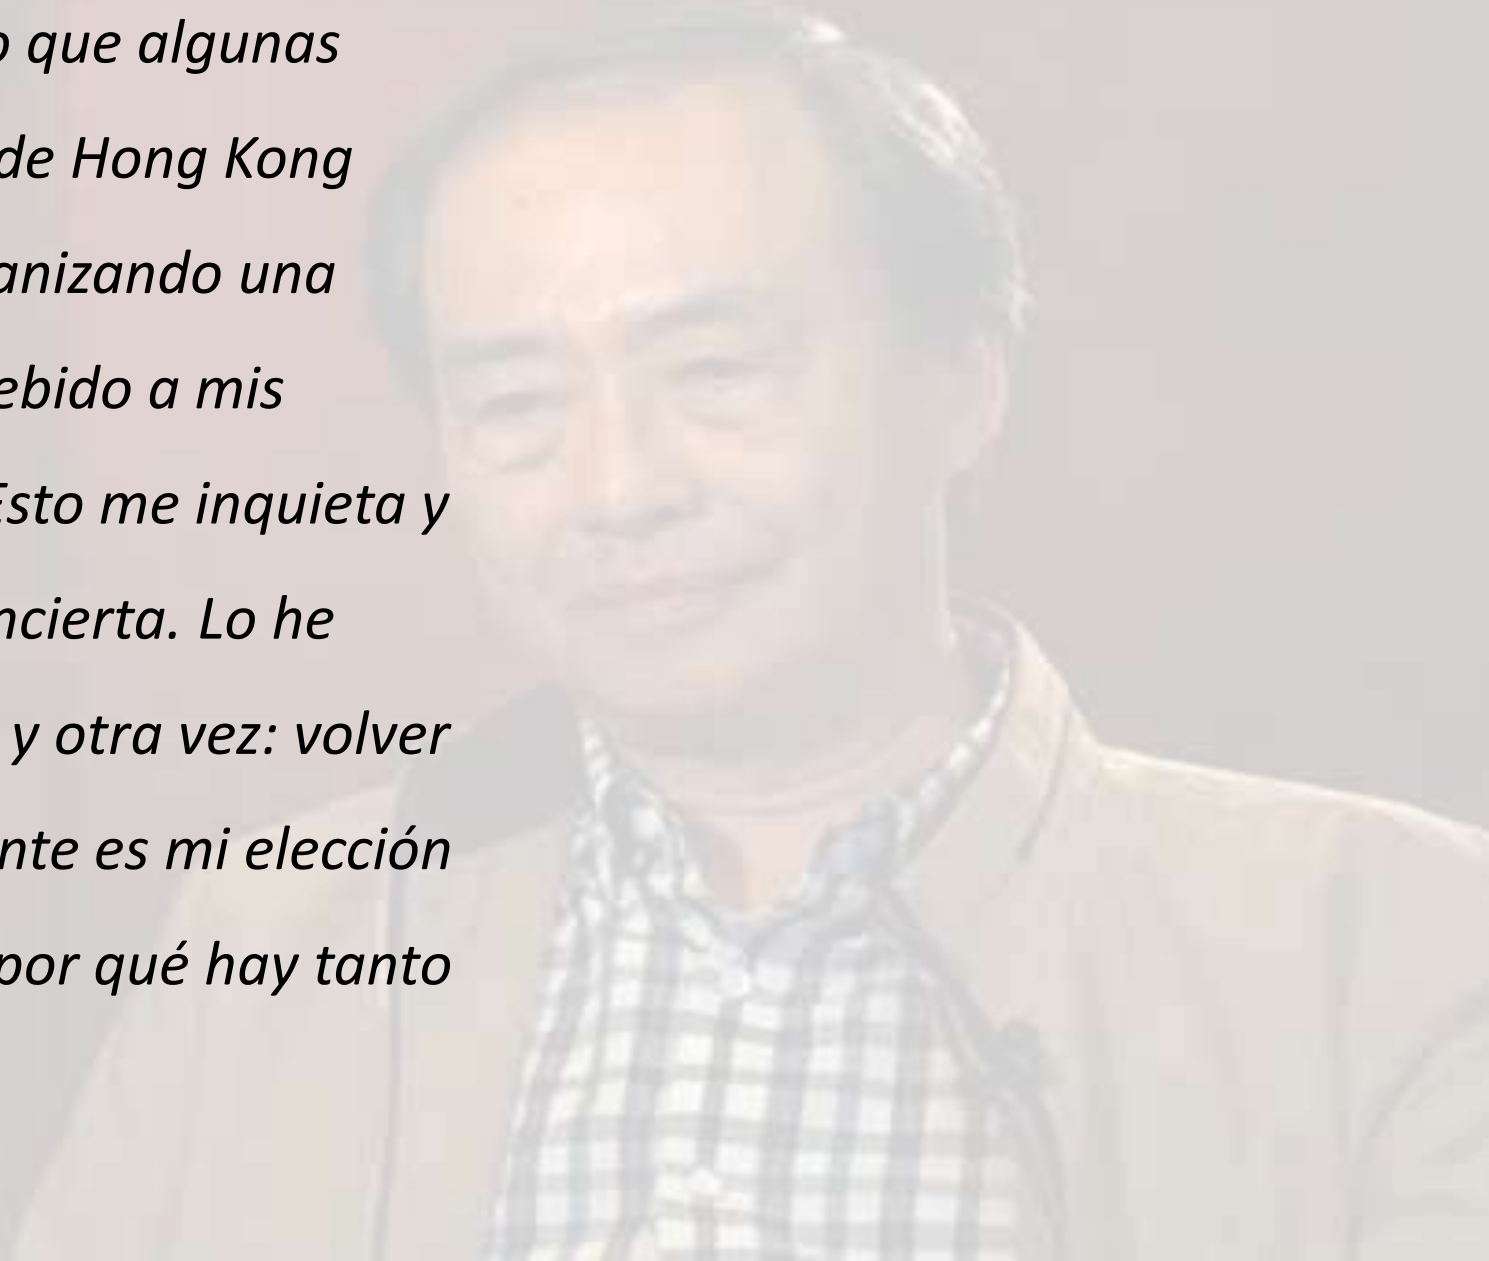 o que algunas
de Hong Kong
anizando una
ebido a mis
Esto me inquieta y
ncierta. Lo he
y otra vez: volver
nte es mi elección
por qué hay tanto